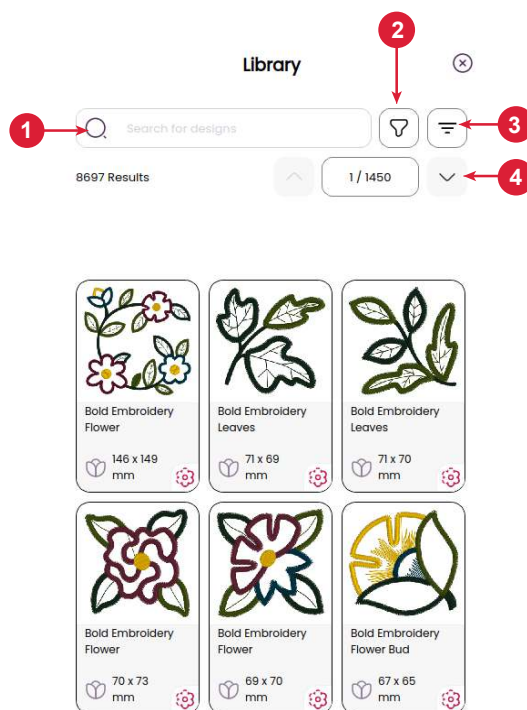 2
Library
1
Search for designs
3
8697 Results
1 / 1450
4
Bold Embroidery
Flower
146 x 149
mm
Bold Embroidery
Leaves
71 x 69
mm
Bold Embroidery
Leaves
71 x 70
mm
Bold Embroidery
Flower
70 x 73
mm
Bold Embroidery
Flower
69 x 70
mm
Bold Embroidery
Flower Bud
67 x 65
mm